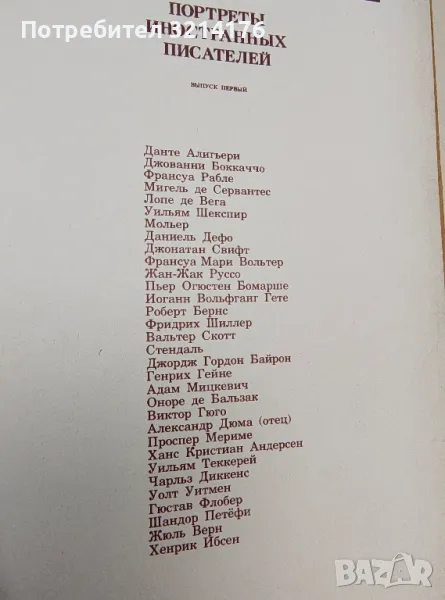 ПОРТРЕТЫ
ИНОСТРАННЫХ
ПИСАТЕЛЕЙ
ВЫПУСК ПЕРВЫЙ
Данте Алигьери
Джованни Боккаччо
Франсуа Рабле
Мигель де Сервантес
Лопе де Вега
Уильям Шекспир
Мольер
Даниель Дефо
Джонатан Свифт
Франсуа Мари Вольтер
Жан-Жак Руссо
Пьер Огюстен Бомарше
Иоганн Вольфганг Гете
Роберт Бернс
Фридрих Шиллер
Вальтер Скотт
Стендаль
Джордж Гордон Байрон
Генрих Гейне
Адам Мицкевич
Оноре де Бальзак
Виктор Гюго
Александр Дюма (отец)
Проспер Мериме
Ханс Кристиан Андерсен
Уильям Теккерей
Чарльз Диккенс
Уолт Уитмен
Гюстав Флобер
Шандор Петёфи
Жюль Верн
Хенрик Ибсен
BAZAR